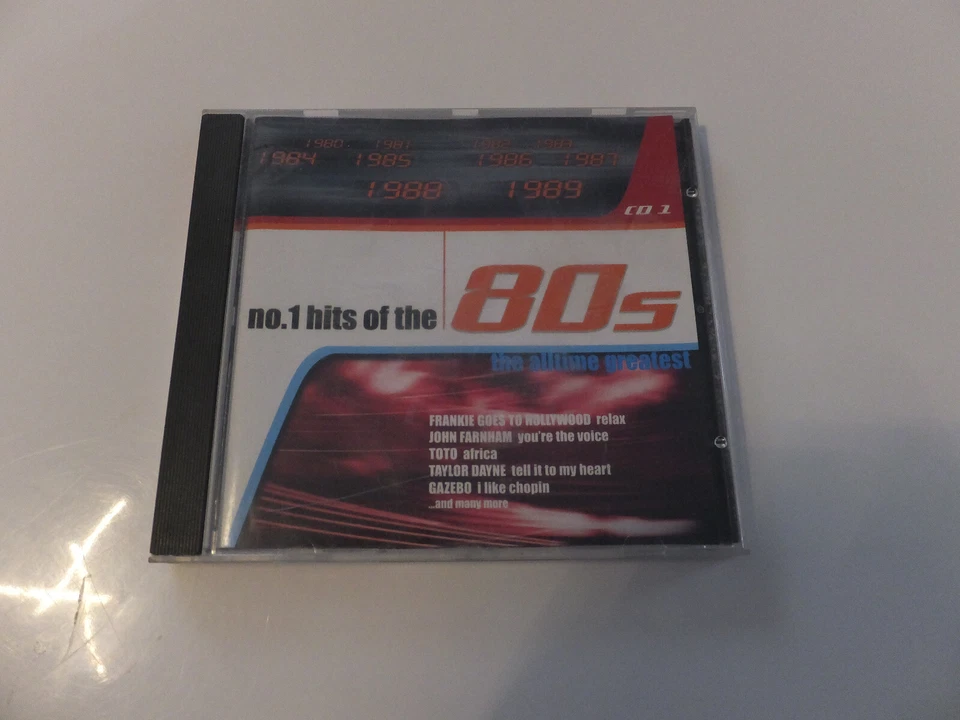 1980 1981 1982 1983
1984 1985 1986 1987
1988 1989
CD 1
no.1 hits of the 80s
the alltime greatest
FRANKIE GOES TO HOLLYWOOD relax
JOHN FARNHAM you're the voice
TOTO africa
TAYLOR DAYNE tell it to my heart
GAZEBO i like chopin
...and many more